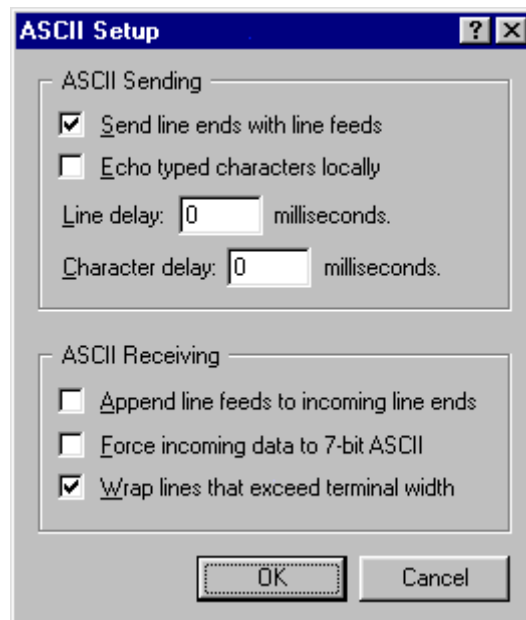 ASCII Setup
ASCII Sending
Send line ends with line feeds
Echo typed characters locally
Line delay: 0 milliseconds.
Character delay: 0 milliseconds.
ASCII Receiving
Append line feeds to incoming line ends
Force incoming data to 7-bit ASCII
Wrap lines that exceed terminal width
OK Cancel